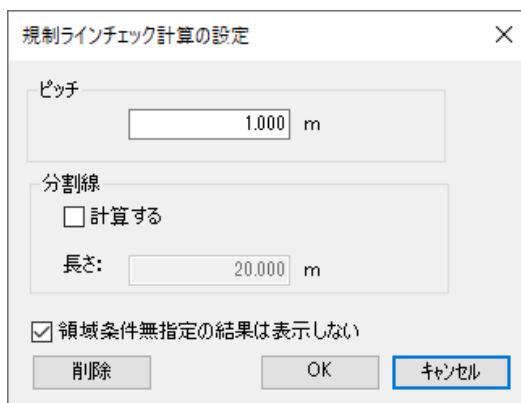 規制ラインチェック計算の設定
ピッチ
1.000 m
分割線
計算する
長さ: 20.000 m
領域条件無指定の結果は表示しない
削除 OK キャンセル